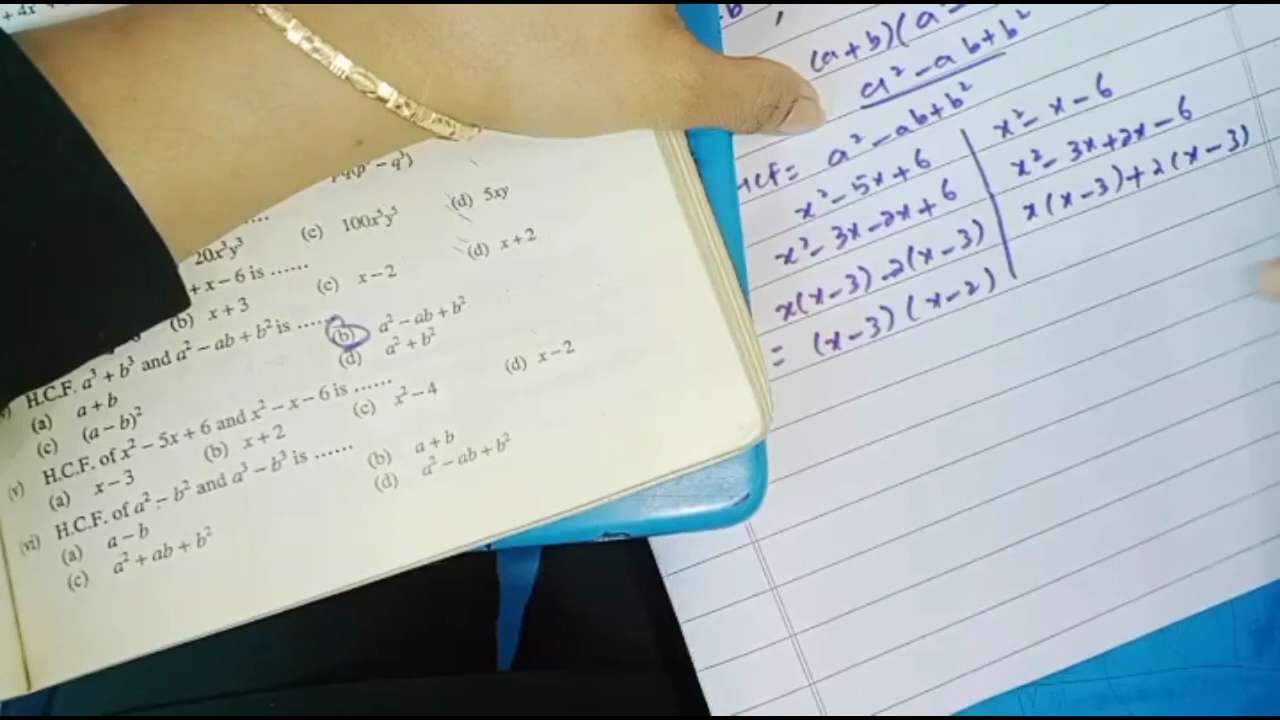 + 4x
20x³y³
(c) 100x⁵y⁵
(d) 5xy
+ x − 6 is ......
(b) x + 3
(c) x − 2
(d) x + 2
H.C.F. a³ + b³ and a² − ab + b² is ......
(a) a + b
(b) a² − ab + b²
(c) (a − b)²
(d) a² + b²
(v) H.C.F. of x² − 5x + 6 and x² − x − 6 is ......
(a) x − 3
(b) x + 2
(c) x² − 4
(d) x − 2
(vi) H.C.F. of a² − b² and a³ − b³ is ......
(a) a − b
(b) a + b
(c) a² + ab + b²
(d) a² − ab + b²
(a+b)(a −
a² − ab + b²
HCF = a² − ab + b²
x² − 5x + 6
x² − 3x − 2x + 6
x(x − 3) − 2(x − 3)
= (x − 3)(x − 2)
x² − x − 6
x² − 3x + 2x − 6
x(x − 3) + 2(x − 3)